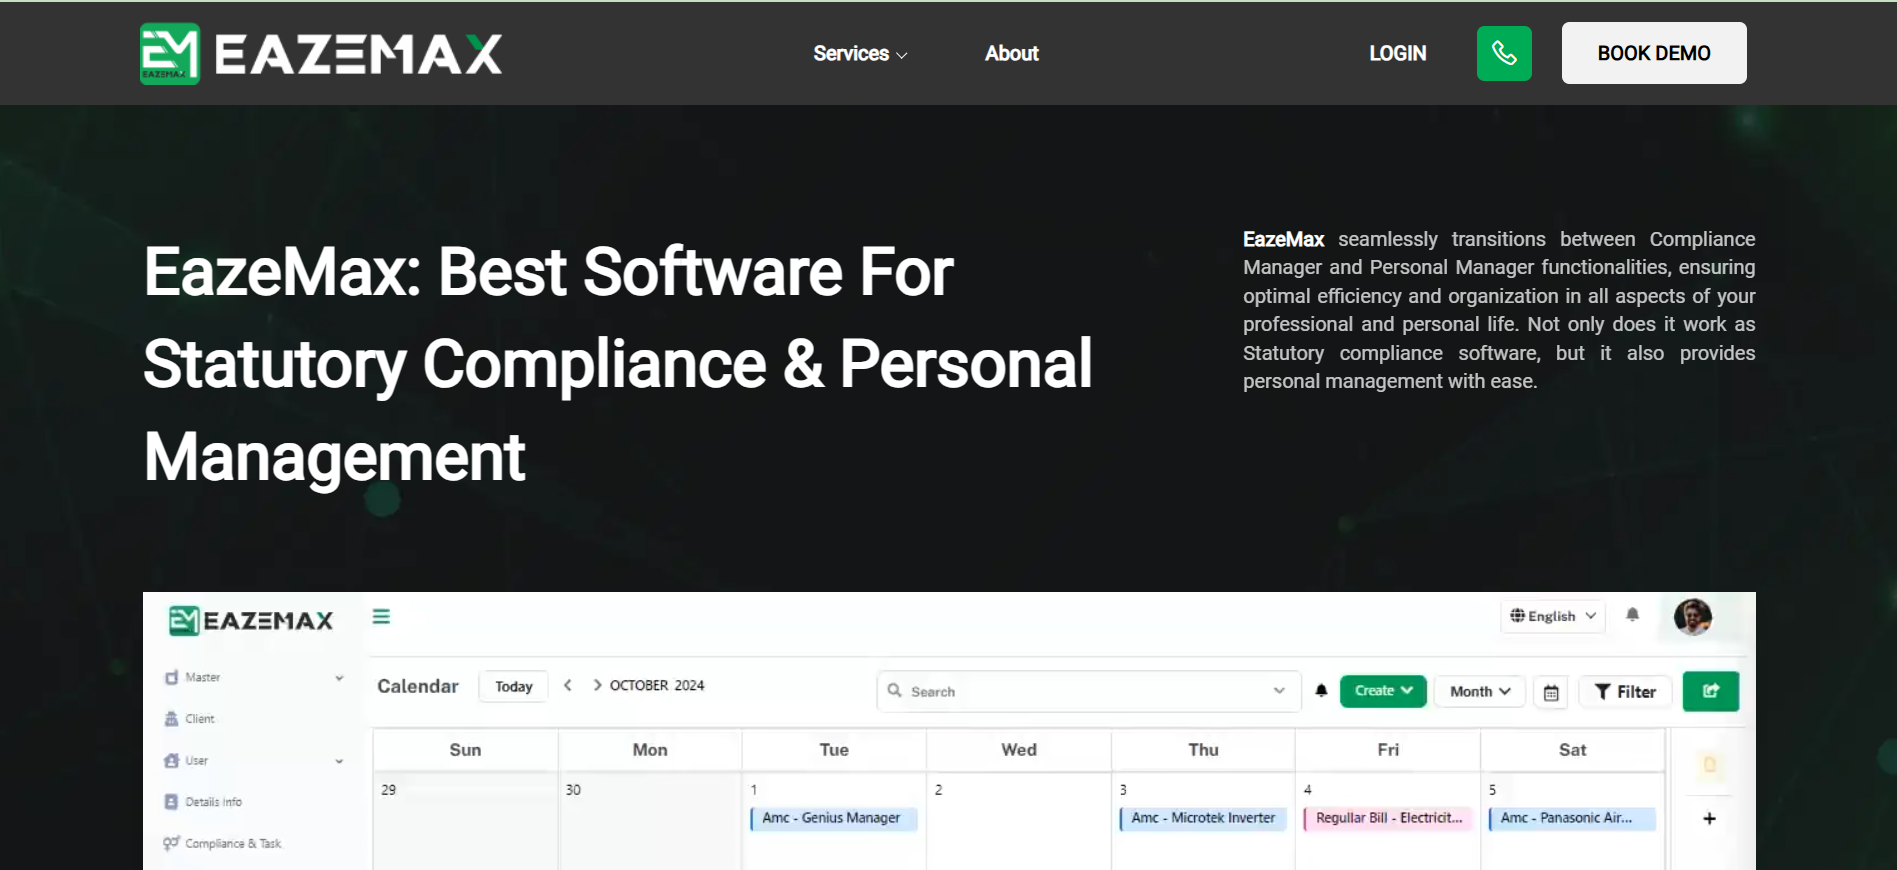 EAZEMAX EAZEMAX Services About LOGIN BOOK DEMO
EazeMax: Best Software For
Statutory Compliance & Personal
Management
EazeMax seamlessly transitions between Compliance
Manager and Personal Manager functionalities, ensuring
optimal efficiency and organization in all aspects of your
professional and personal life. Not only does it work as
Statutory compliance software, but it also provides
personal management with ease.
EAZEMAX English
Master
Client
User
Details Info
Compliance & Task
Calendar Today OCTOBER 2024 Search Create Month Filter
Sun Mon Tue Wed Thu Fri Sat
29 30 1 2 3 4 5
Amc - Genius Manager Amc - Microtek Inverter Regullar Bill - Electricit... Amc - Panasonic Air...